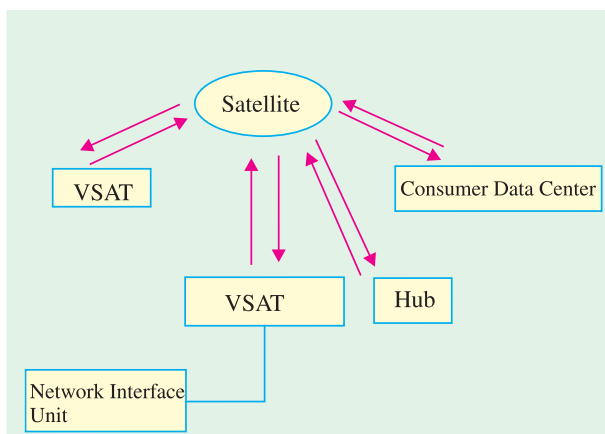 Satellite
VSAT
Consumer Data Center
VSAT
Hub
Network Interface
Unit